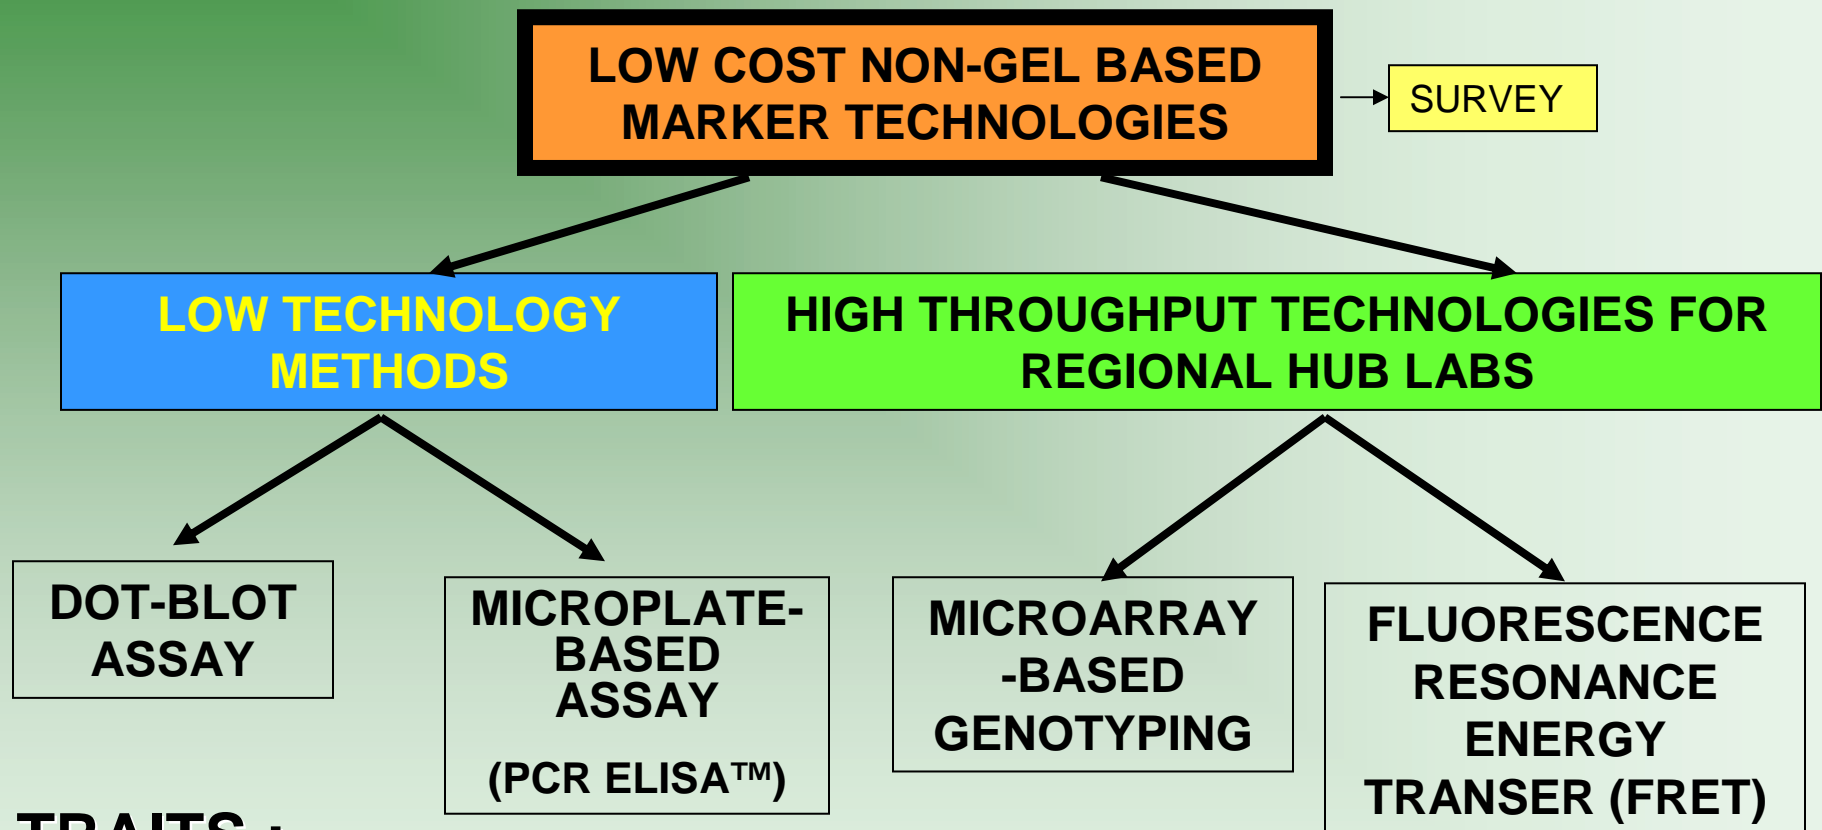 LOW COST NON-GEL BASED
MARKER TECHNOLOGIES
SURVEY
LOW TECHNOLOGY
METHODS
HIGH THROUGHPUT TECHNOLOGIES FOR
REGIONAL HUB LABS
DOT-BLOT
ASSAY
MICROPLATE-
BASED
ASSAY
(PCR ELISA™)
MICROARRAY
-BASED
GENOTYPING
FLUORESCENCE
RESONANCE
ENERGY
TRANSER (FRET)
TRAITS :